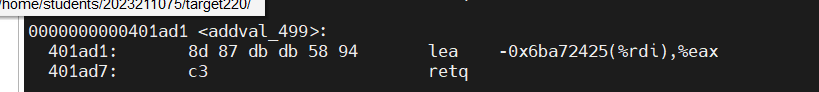 /home/students/2023211075/target220/
0000000000401ad1 <addval_499>:
401ad1: 8d 87 db db 58 94 lea -0x6ba72425(%rdi),%eax
401ad7: c3 retq